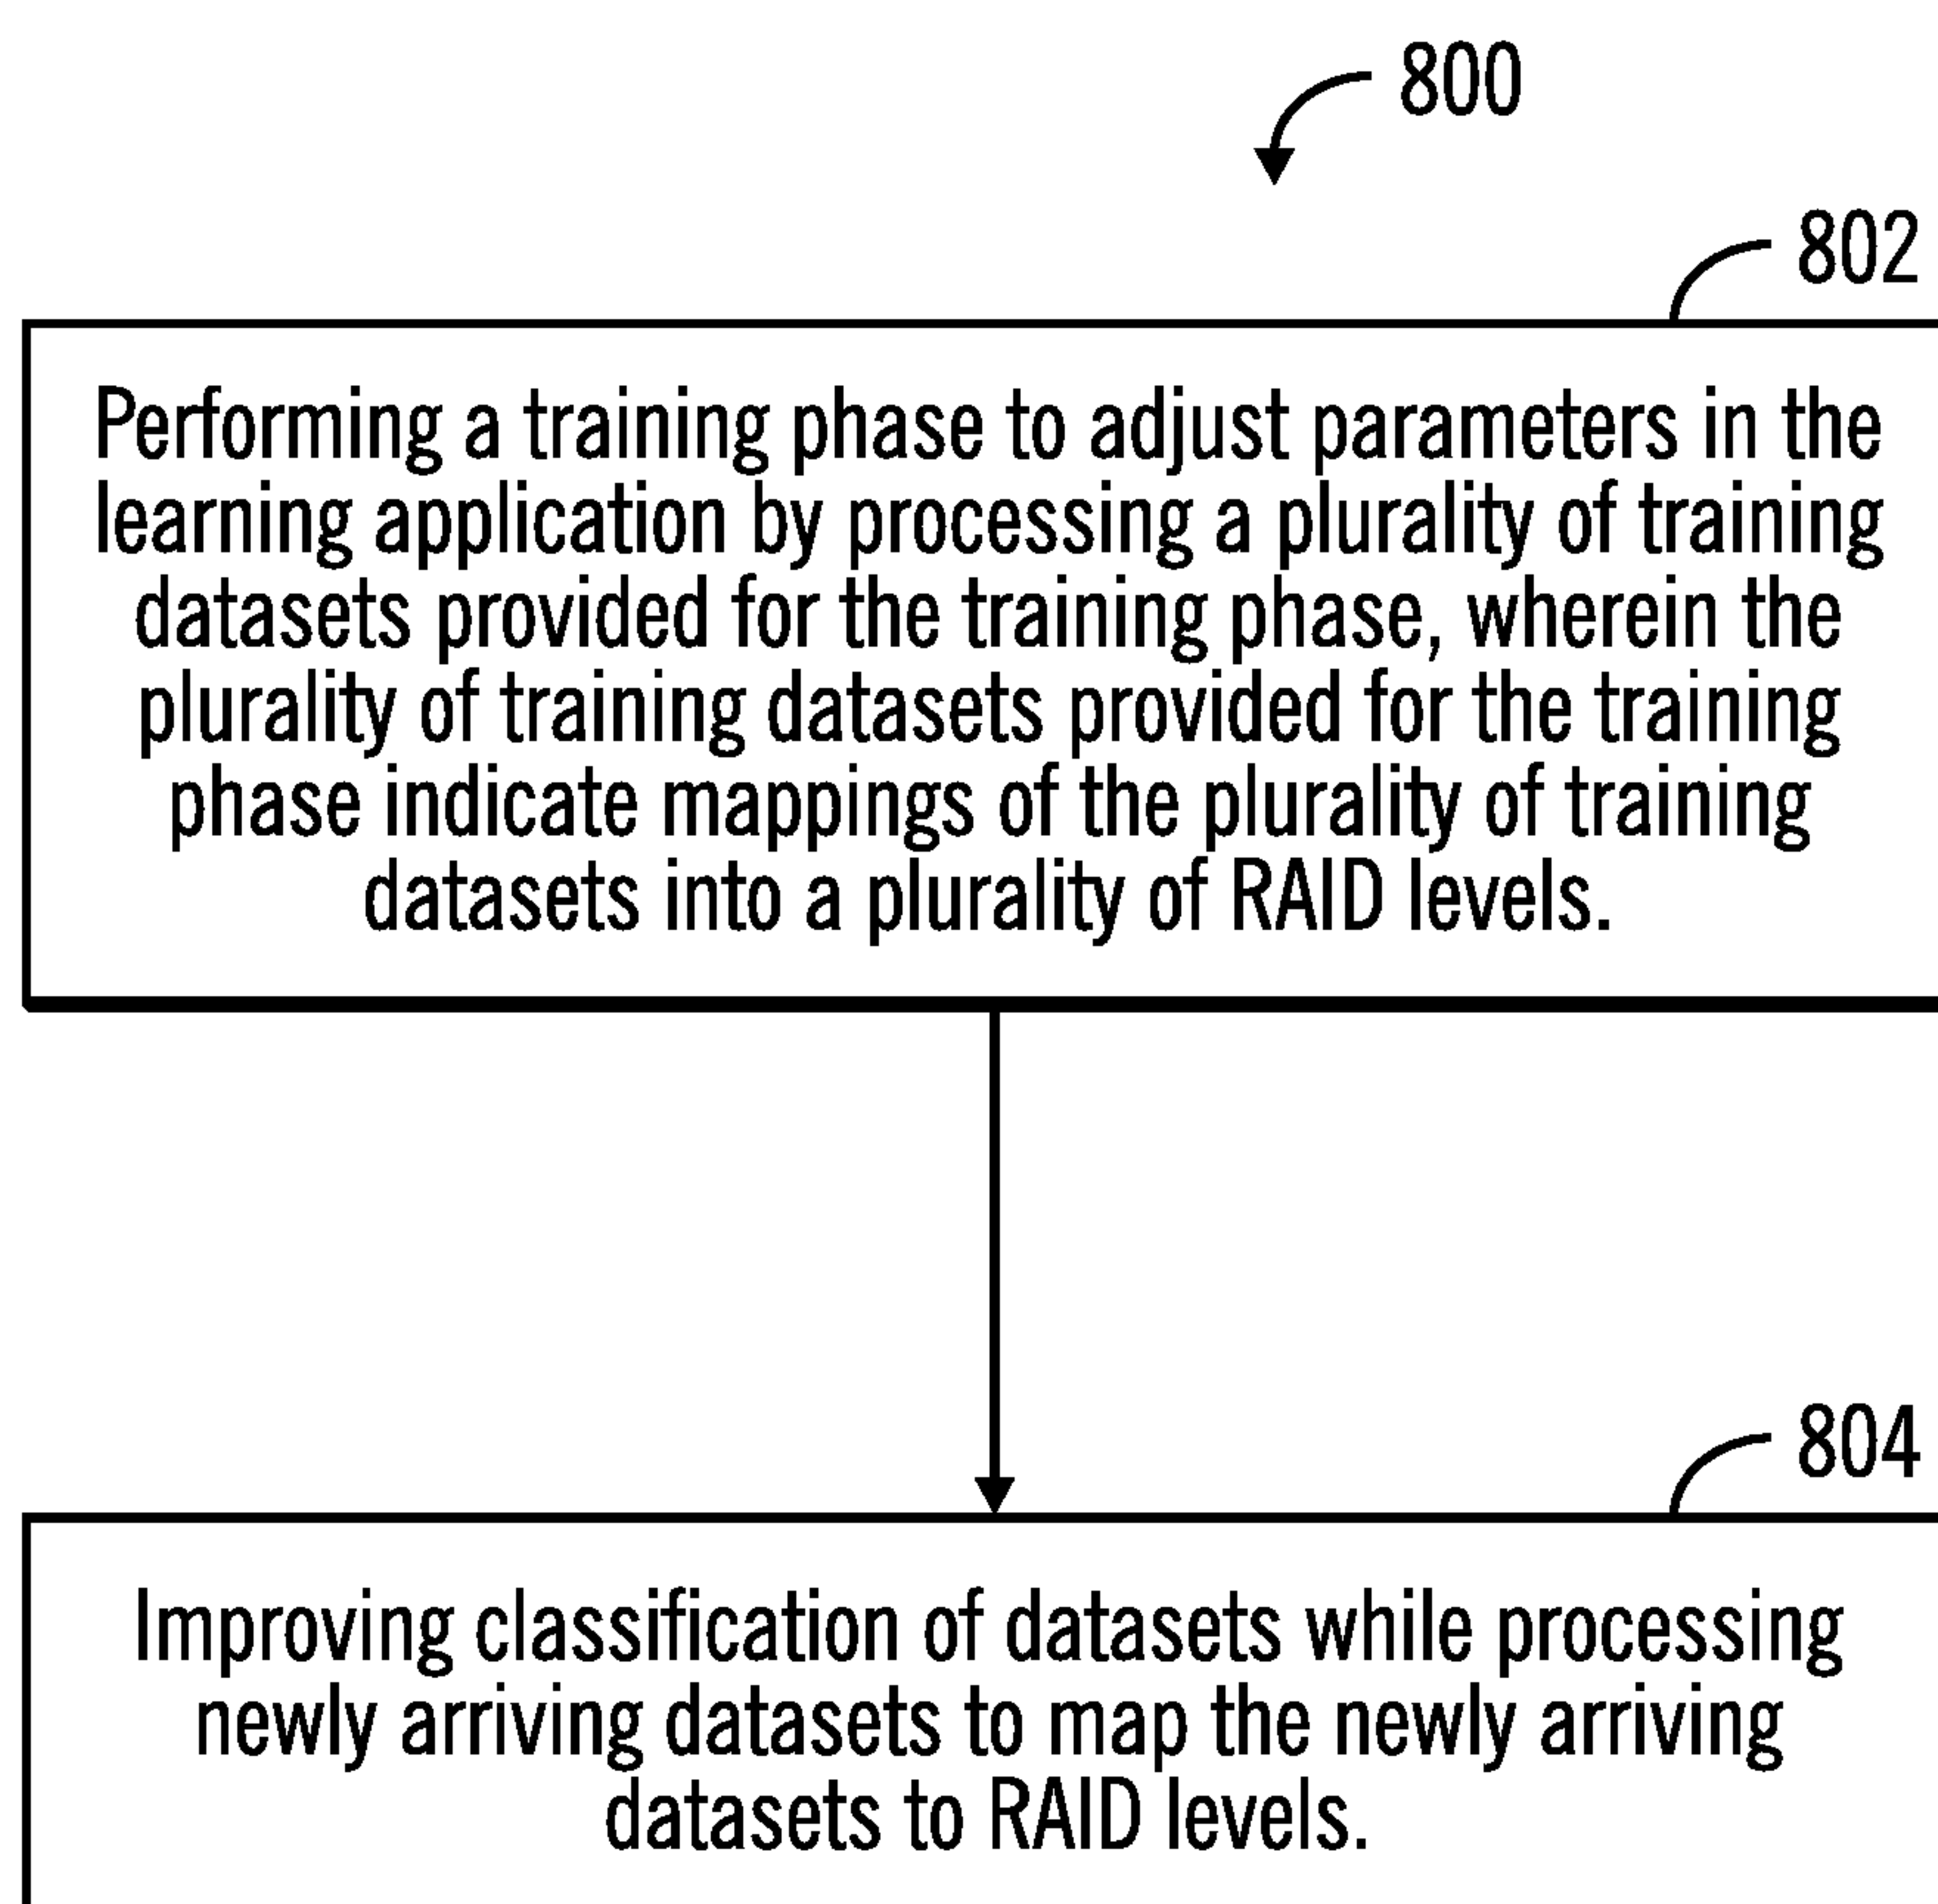 800
802
Performing a training phase to adjust parameters in the
learning application by processing a plurality of training
datasets provided for the training phase, wherein the
plurality of training datasets provided for the training
phase indicate mappings of the plurality of training
datasets into a plurality of RAID levels.
804
Improving classification of datasets while processing
newly arriving datasets to map the newly arriving
datasets to RAID levels.